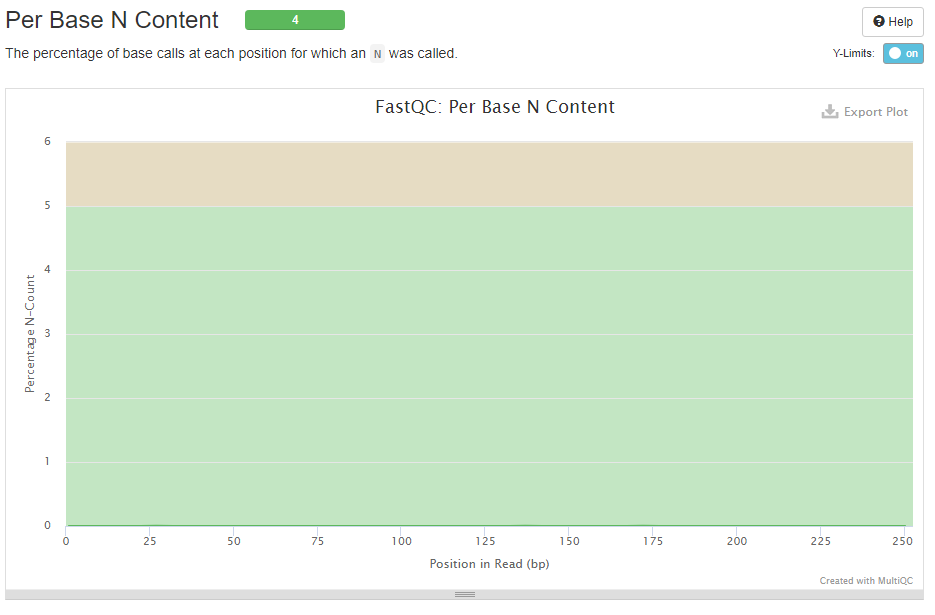 Per Base N Content
4
Help
The percentage of base calls at each position for which an N was called.
Y-Limits:
on
FastQC: Per Base N Content
Export Plot
6
5
4
3
2
1
0
Percentage N-Count
0 25 50 75 100 125 150 175 200 225 250
Position in Read (bp)
Created with MultiQC